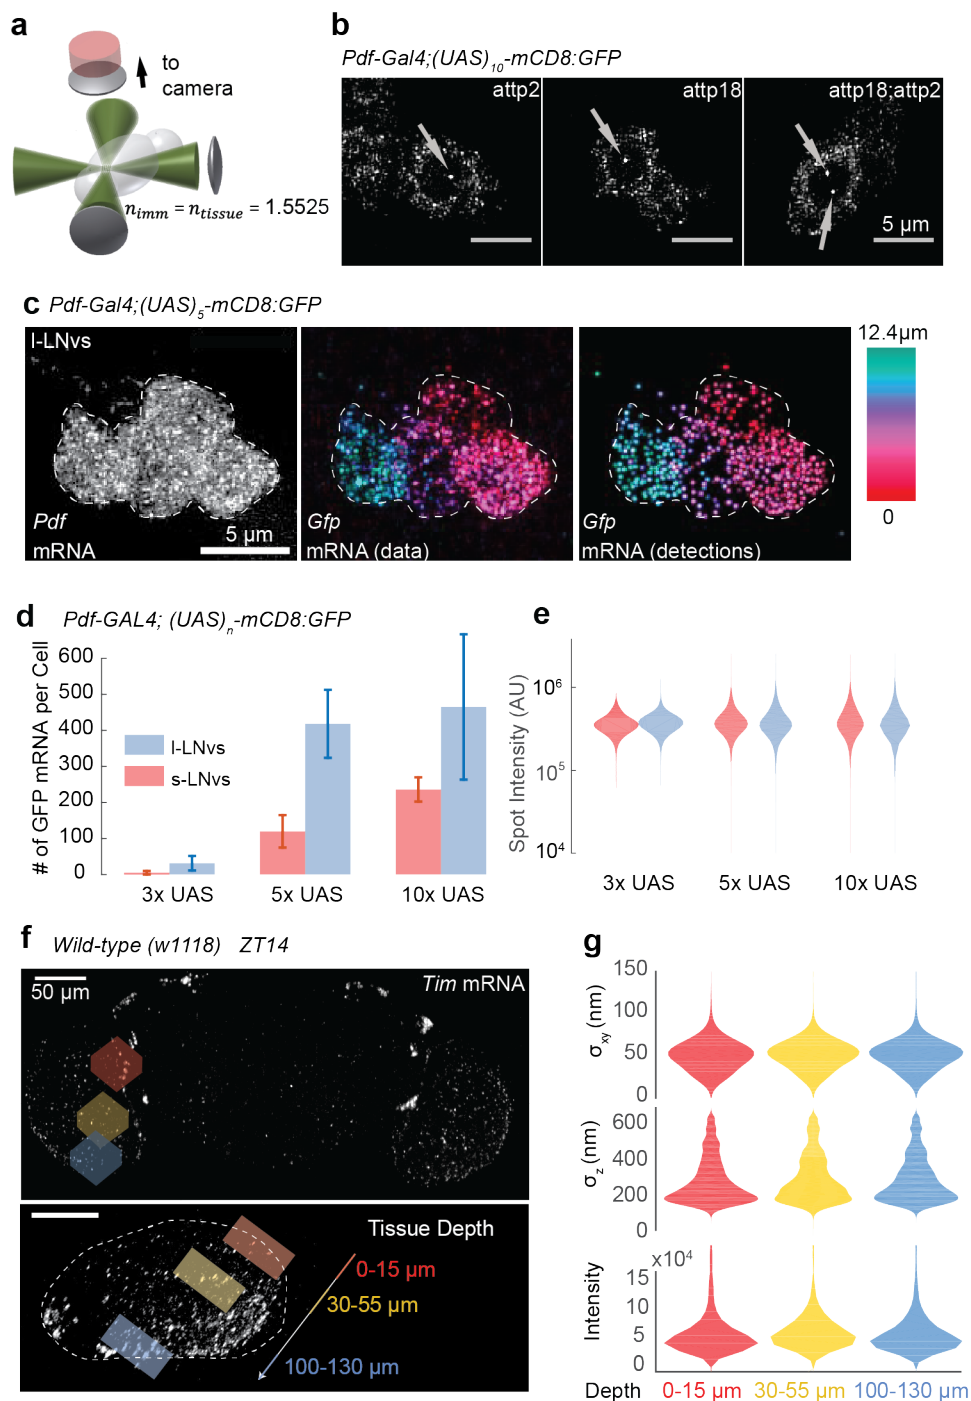 a
to
camera
n_imm = n_tissue = 1.5525
b
Pdf-Gal4;(UAS)10-mCD8:GFP
attp2
attp18
attp18;attp2
5 µm
c Pdf-Gal4;(UAS)5-mCD8:GFP
l-LNvs
Pdf
mRNA
5 µm
Gfp
mRNA (data)
Gfp
mRNA (detections)
12.4µm
0
d Pdf-GAL4; (UAS)n-mCD8:GFP
# of GFP mRNA per Cell
600
500
400
300
200
100
0
l-LNvs
s-LNvs
3x UAS
5x UAS
10x UAS
e
Spot Intensity (AU)
10^6
10^5
10^4
3x UAS
5x UAS
10x UAS
f Wild-type (w1118) ZT14
50 µm
Tim mRNA
Tissue Depth
0-15 µm
30-55 µm
100-130 µm
g
σxy (nm)
150
100
50
0
σz (nm)
600
400
200
0
Intensity
x10^4
15
10
5
0
Depth 0-15 µm 30-55 µm 100-130 µm